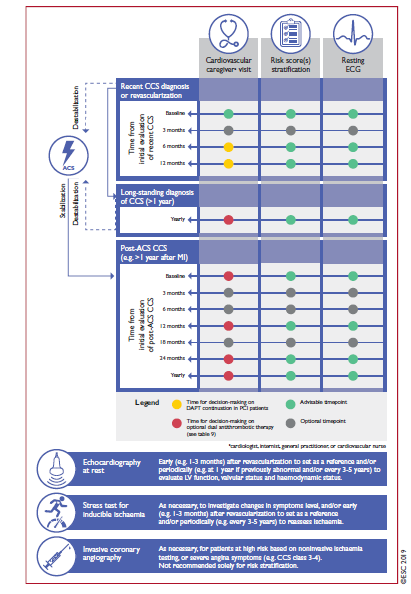 Cardiovascular
caregiverᵃ visit
Risk score(s)
stratification
Resting
ECG
Recent CCS diagnosis
or revascularization
Time from
initial evaluation
of recent CCS
Baseline
3 months
6 months
12 months
Destabilization
ACS
Stabilization
Destabilization
Long-standing diagnosis
of CCS (>1 year)
Yearly
Post-ACS CCS
(e.g. >1 year after MI)
Time from
initial evaluation
of post-ACS CCS
Baseline
3 months
6 months
12 months
18 months
24 months
Yearly
Legend
Time for decision-making on
DAPT continuation in PCI patients
Advisable timepoint
Time for decision-making on
optional dual antithrombotic therapy
(see table 9)
Optional timepoint
ᵃcardiologist, internist, general practitioner, or cardiovascular nurse
Echocardiography
at rest
Early (e.g. 1-3 months) after revascularization to set as a reference and/or
periodically (e.g. at 1 year if previously abnormal and/or every 3-5 years) to
evaluate LV function, valvular status and haemodynamic status.
Stress test for
inducible ischaemia
As necessary, to investigate changes in symptoms level, and/or early
(e.g. 1-3 months) after revascularization to set as a reference
and/or periodically (e.g. every 3-5 years) to reassess ischaemia.
Invasive coronary
angiography
As necessary, for patients at high risk based on noninvasive ischaemia
testing, or severe angina symptoms (e.g. CCS class 3-4).
Not recommended solely for risk stratification.
©ESC 2019